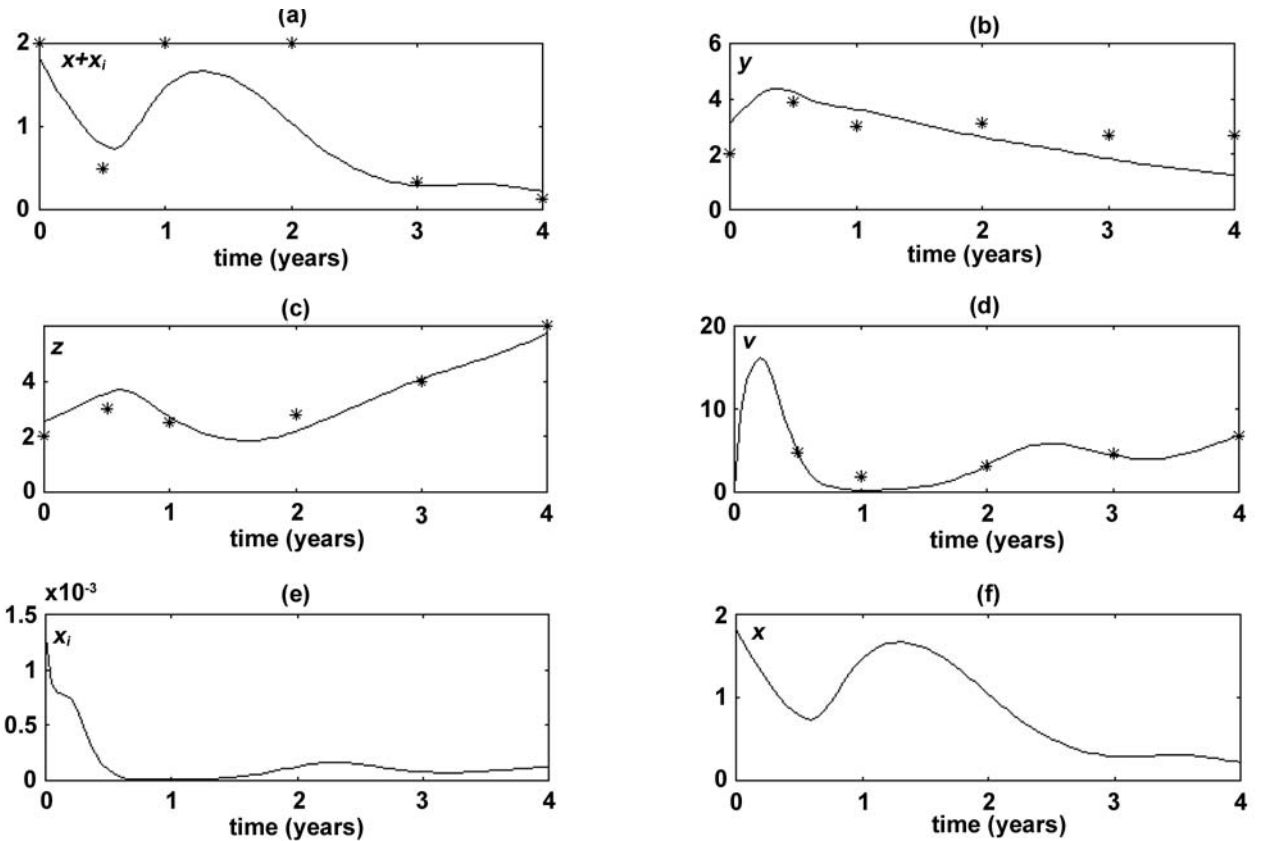 (a)
2
x+xᵢ
1
0
0 1 2 3 4
time (years)
(b)
6
y
4
2
0
0 1 2 3 4
time (years)
(c)
z
4
2
0
0 1 2 3 4
time (years)
(d)
20
v
10
0
0 1 2 3 4
time (years)
x10⁻³
(e)
1.5
xᵢ
1
0.5
0
0 1 2 3 4
time (years)
(f)
2
x
1
0
0 1 2 3 4
time (years)